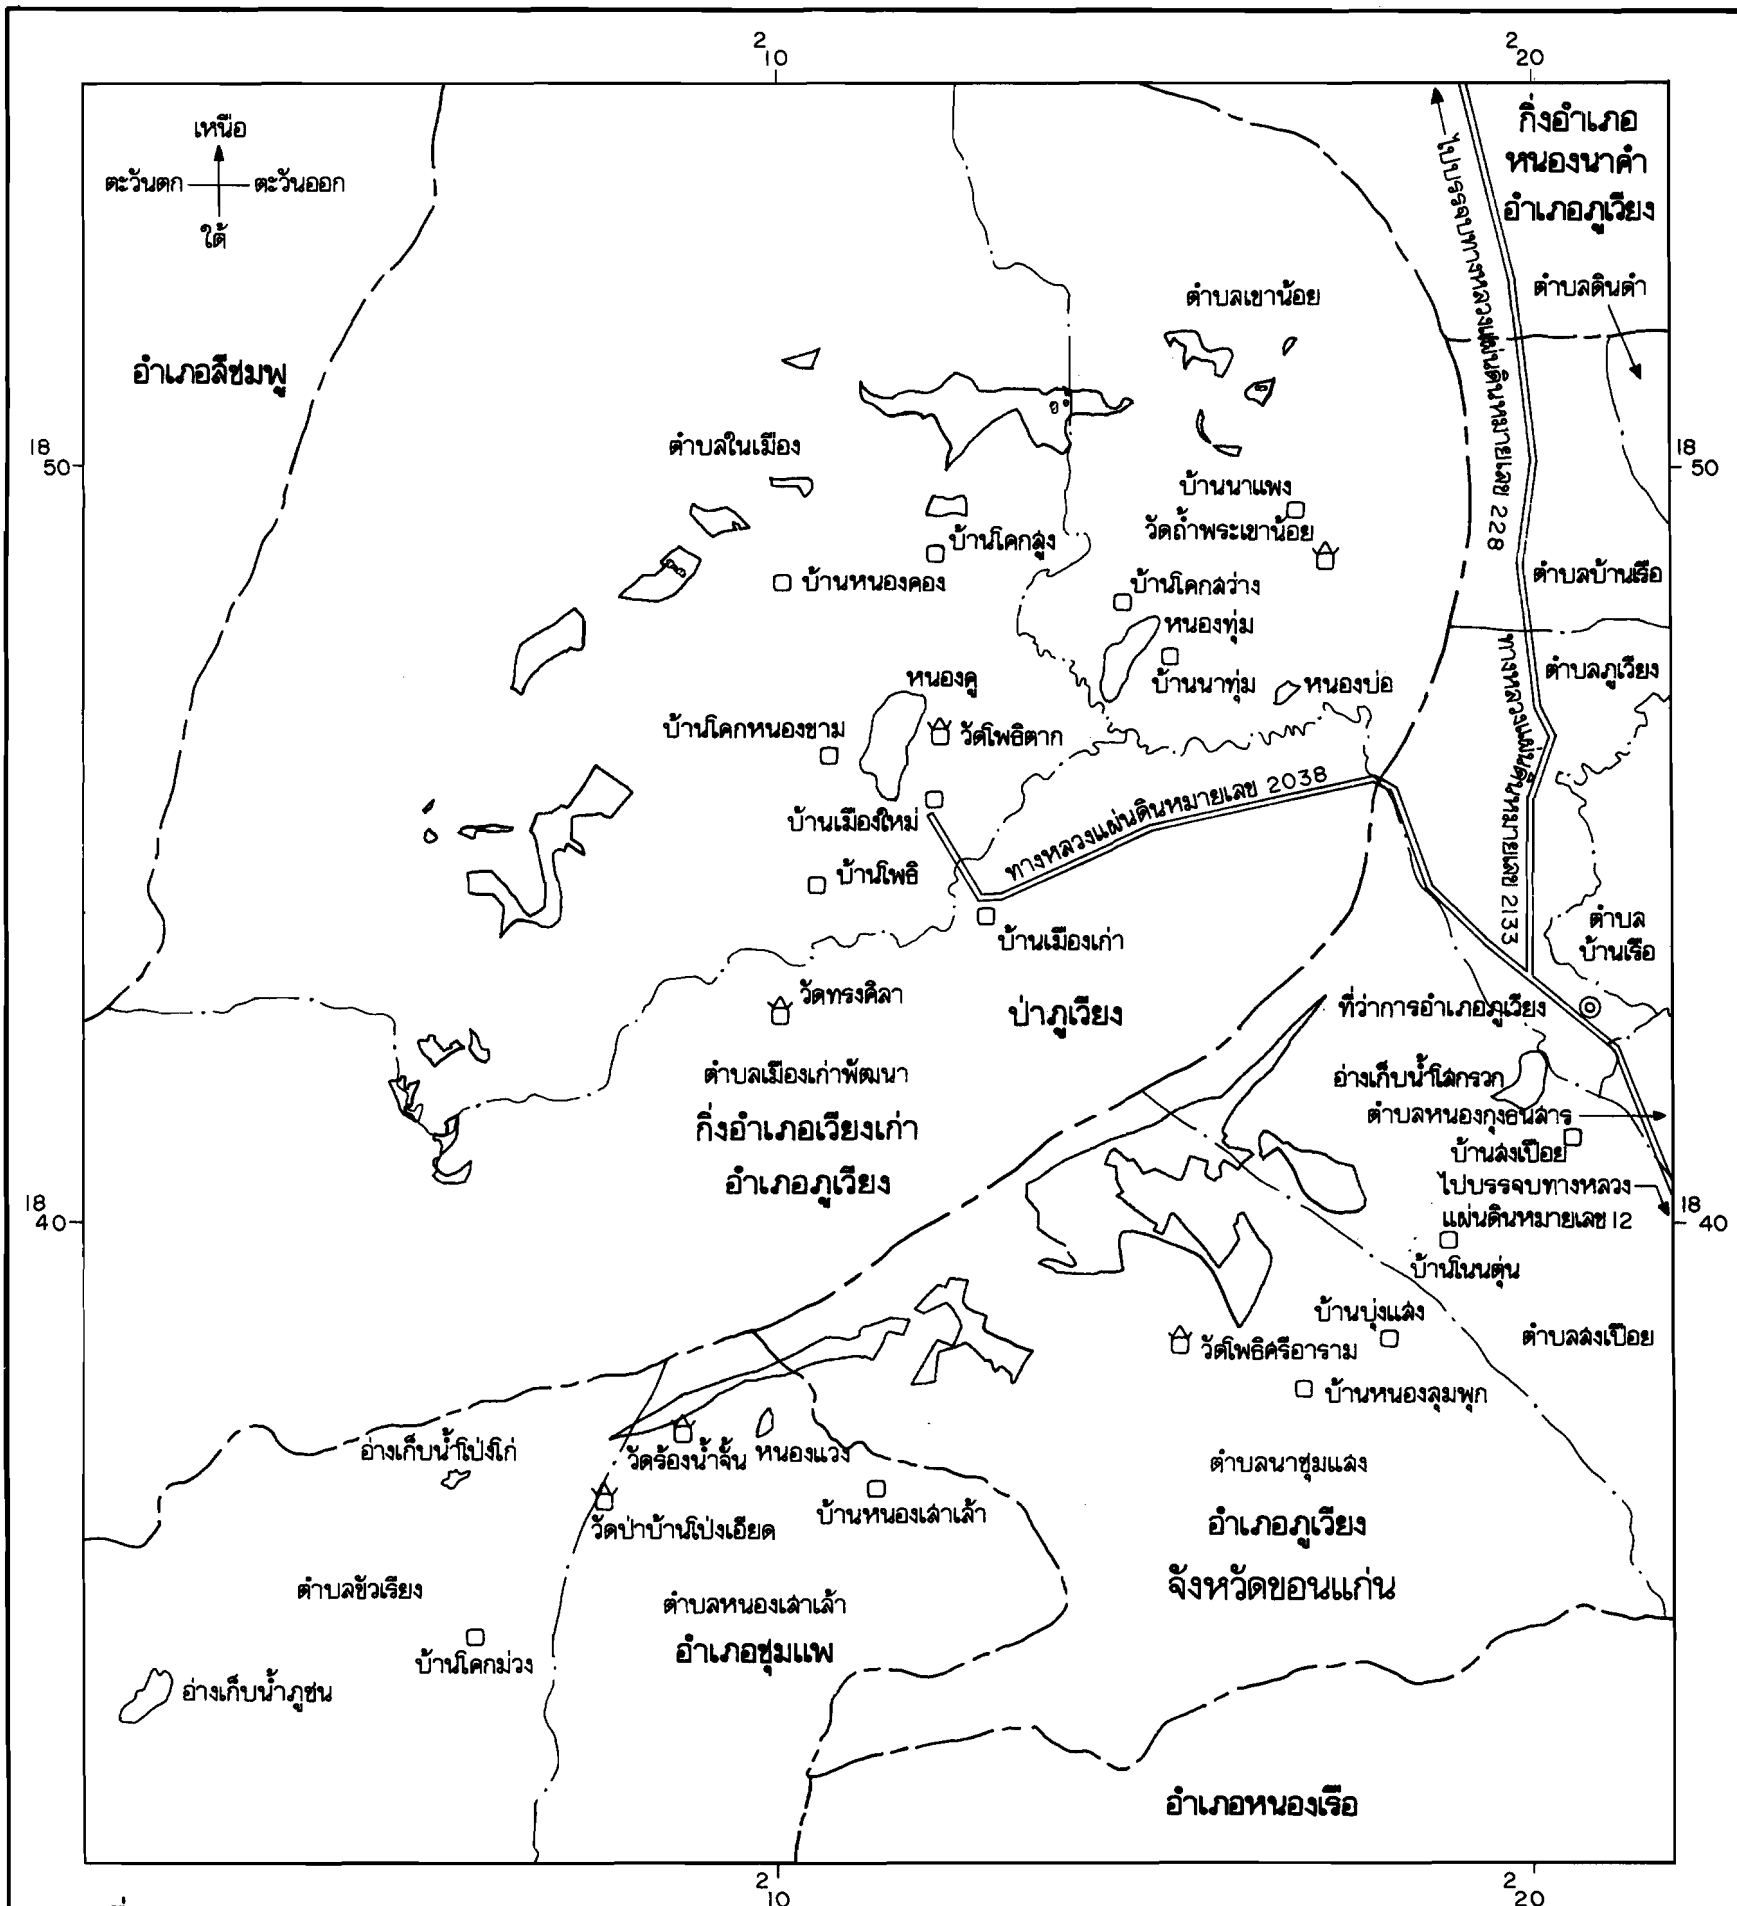 2 10
2 20
เหนือ
ตะวันตก
ตะวันออก
ใต้
กิ่งอำเภอ
หนองนาคำ
อำเภอภูเวียง
ไปบรรจบทางหลวงแผ่นดินหมายเลข 228
ตำบลดินดำ
ตำบลเขาน้อย
อำเภอสีชมพู
ตำบลในเมือง
18 50
18 50
บ้านนาแพง
วัดถ้ำพระเขาน้อย
บ้านโคกสูง
บ้านหนองคอง
บ้านโคกสว่าง
ตำบลบ้านเรือ
หนองทุ่ม
บ้านนาทุ่ม
หนองบ่อ
ตำบลภูเวียง
ทางหลวงแผ่นดินหมายเลข 2133
หนองคู
บ้านโคกหนองขาม
วัดโพธิตาก
ทางหลวงแผ่นดินหมายเลข 2038
บ้านเมืองใหม่
บ้านโพธิ
บ้านเมืองเก่า
ตำบล
บ้านเรือ
วัดทรงศิลา
ป่าภูเวียง
ที่ว่าการอำเภอภูเวียง
ตำบลเมืองเก่าพัฒนา
อ่างเก็บน้ำโสกรวก
ตำบลหนองกุงธนสาร
กิ่งอำเภอเวียงเก่า
บ้านสงเปือย
อำเภอภูเวียง
ไปบรรจบทางหลวง
แผ่นดินหมายเลข 12
18 40
18 40
บ้านโนนตุ่น
บ้านบุ่งแสง
ตำบลสงเปือย
วัดโพธิศรีอาราม
บ้านหนองลุมพุก
อ่างเก็บน้ำโป่งไก่
วัดร้องน้ำจั้น
หนองแวง
ตำบลนาชุมแสง
บ้านหนองเสาเล้า
วัดป่าบ้านโป่งเอียด
อำเภอภูเวียง
จังหวัดขอนแก่น
ตำบลขัวเรียง
ตำบลหนองเสาเล้า
อำเภอชุมแพ
บ้านโคกม่วง
อ่างเก็บน้ำภูชน
อำเภอหนองเรือ
2 10
2 20